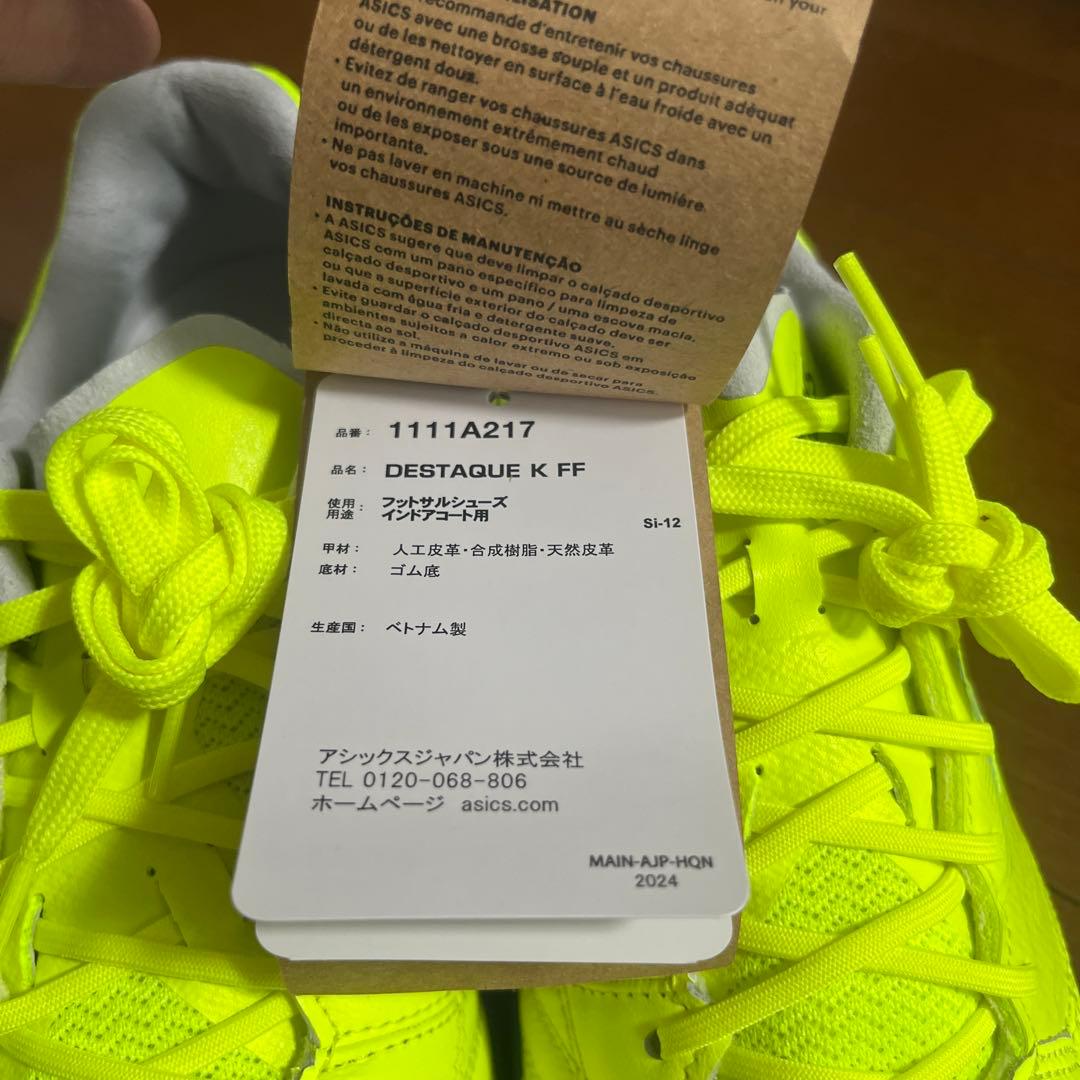 your
ILISATION
recommande d'entretenir vos chaussures
ASICS avec une brosse souple et un produit adéquat
ou de les nettoyer en surface à l'eau froide avec un
détergent doux.
• Evitez de ranger vos chaussures ASICS dans
un environnement extrêmement chaud
ou de les exposer sous une source de lumière
importante.
• Ne pas laver en machine ni mettre au sèche linge
vos chaussures ASICS.
INSTRUÇÕES DE MANUTENÇÃO
• A ASICS sugere que deve limpar o calçado desportivo
ASICS com um pano específico para limpeza de
calçado desportivo e um pano / uma escova macia,
ou que a superfície exterior do calçado deve ser
lavada com égua fria e detergente suave.
• Evite guardar o calçado desportivo ASICS em
ambientes sujeitos a calor extremo ou sob exposição
directa ao sol.
• Não utilize a máquina de lavar ou de secar para
proceder à limpeza do calçado desportivo ASICS.
品番： 1111A217
品名： DESTAQUE K FF
使用用途： フットサルシューズ
インドアコート用
Si-12
甲材： 人工皮革・合成樹脂・天然皮革
底材： ゴム底
生産国： ベトナム製
アシックスジャパン株式会社
TEL 0120-068-806
ホームページ asics.com
MAIN-AJP-HQN
2024